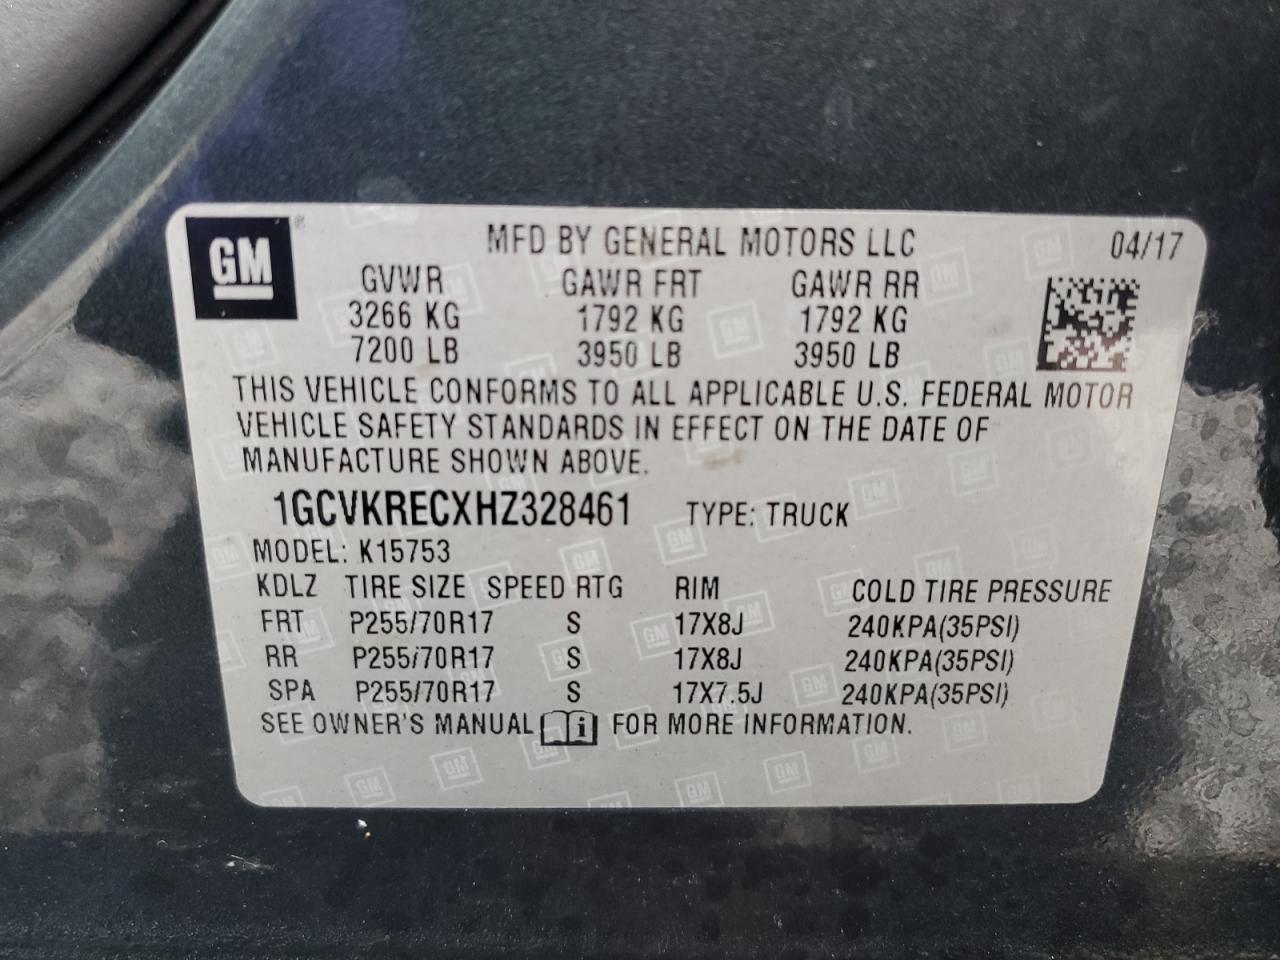 GM
MFD BY GENERAL MOTORS LLC 04/17
GVWR GAWR FRT GAWR RR
3266 KG 1792 KG 1792 KG
7200 LB 3950 LB 3950 LB
THIS VEHICLE CONFORMS TO ALL APPLICABLE U.S. FEDERAL MOTOR
VEHICLE SAFETY STANDARDS IN EFFECT ON THE DATE OF
MANUFACTURE SHOWN ABOVE.
1GCVKRECXHZ328461 TYPE: TRUCK
MODEL: K15753
KDLZ TIRE SIZE SPEED RTG RIM COLD TIRE PRESSURE
FRT P255/70R17 S 17X8J 240KPA(35PSI)
RR P255/70R17 S 17X8J 240KPA(35PSI)
SPA P255/70R17 S 17X7.5J 240KPA(35PSI)
SEE OWNER'S MANUAL i FOR MORE INFORMATION.